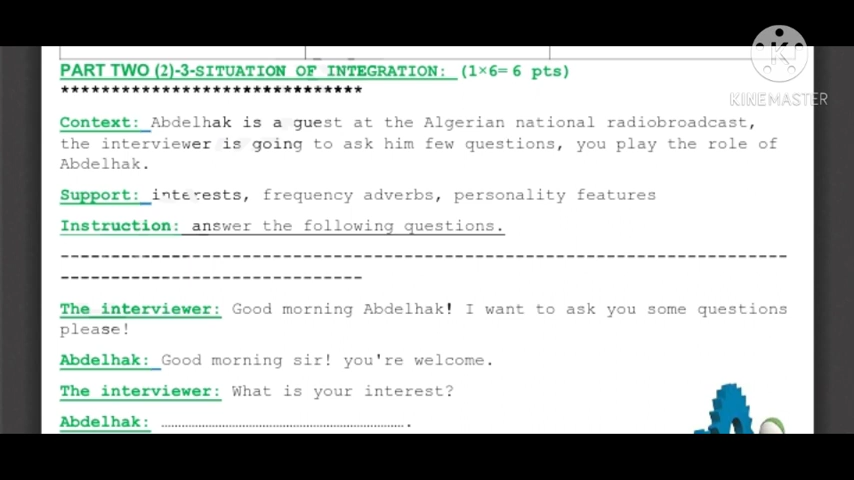 KINEMASTER
PART TWO (2)-3-SITUATION OF INTEGRATION: (1×6= 6 pts)
******************************
Context: Abdelhak is a guest at the Algerian national radiobroadcast,
the interviewer is going to ask him few questions, you play the role of
Abdelhak.
Support: interests, frequency adverbs, personality features
Instruction: answer the following questions.
-------------------------------------------------------------------------
------------------------------
The interviewer: Good morning Abdelhak! I want to ask you some questions
please!
Abdelhak: Good morning sir! you're welcome.
The interviewer: What is your interest?
Abdelhak: ……………………………………………………………………….